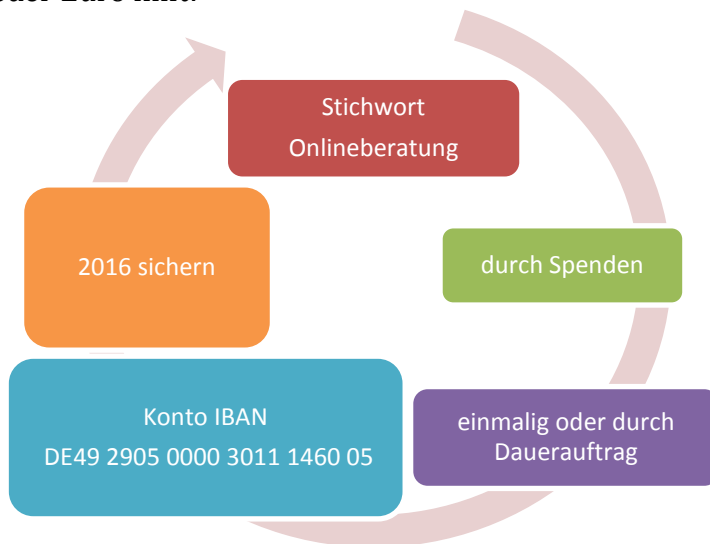 Stichwort
Onlineberatung
durch Spenden
einmalig oder durch
Dauerauftrag
Konto IBAN
DE49 2905 0000 3011 1460 05
2016 sichern